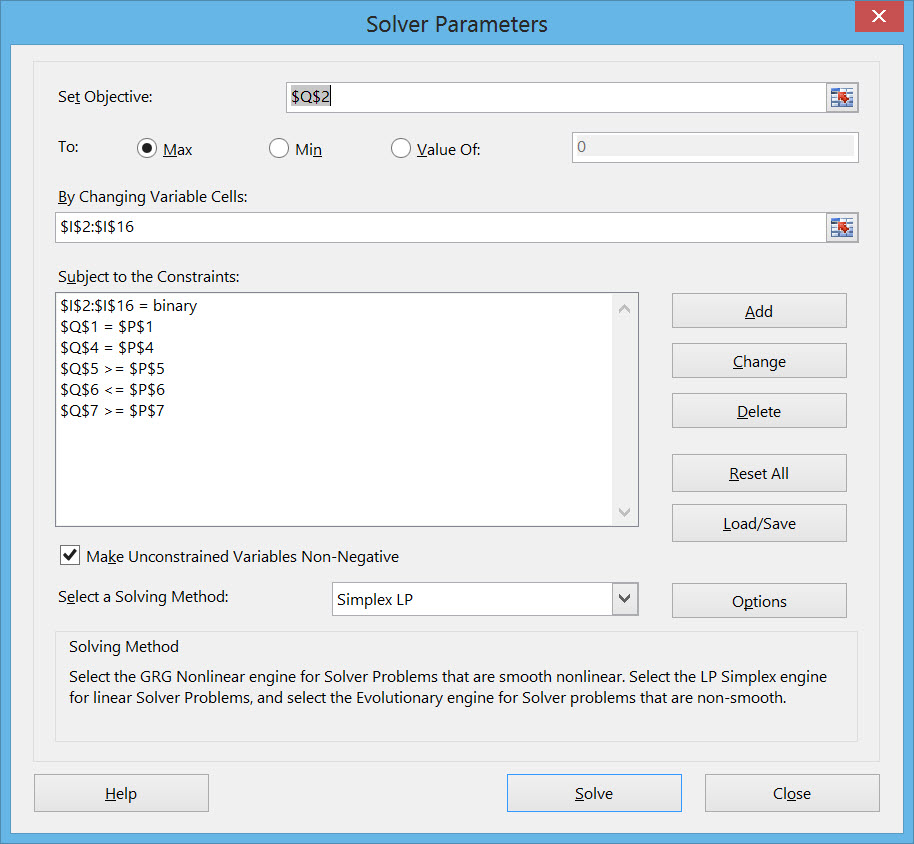 Solver Parameters
Set Objective:
$Q$2
To:
Max
Min
Value Of:
0
By Changing Variable Cells:
$I$2:$I$16
Subject to the Constraints:
$I$2:$I$16 = binary
$Q$1 = $P$1
$Q$4 = $P$4
$Q$5 >= $P$5
$Q$6 <= $P$6
$Q$7 >= $P$7
Add
Change
Delete
Reset All
Load/Save
Make Unconstrained Variables Non-Negative
Select a Solving Method:
Simplex LP
Options
Solving Method
Select the GRG Nonlinear engine for Solver Problems that are smooth nonlinear. Select the LP Simplex engine
for linear Solver Problems, and select the Evolutionary engine for Solver problems that are non-smooth.
Help
Solve
Close